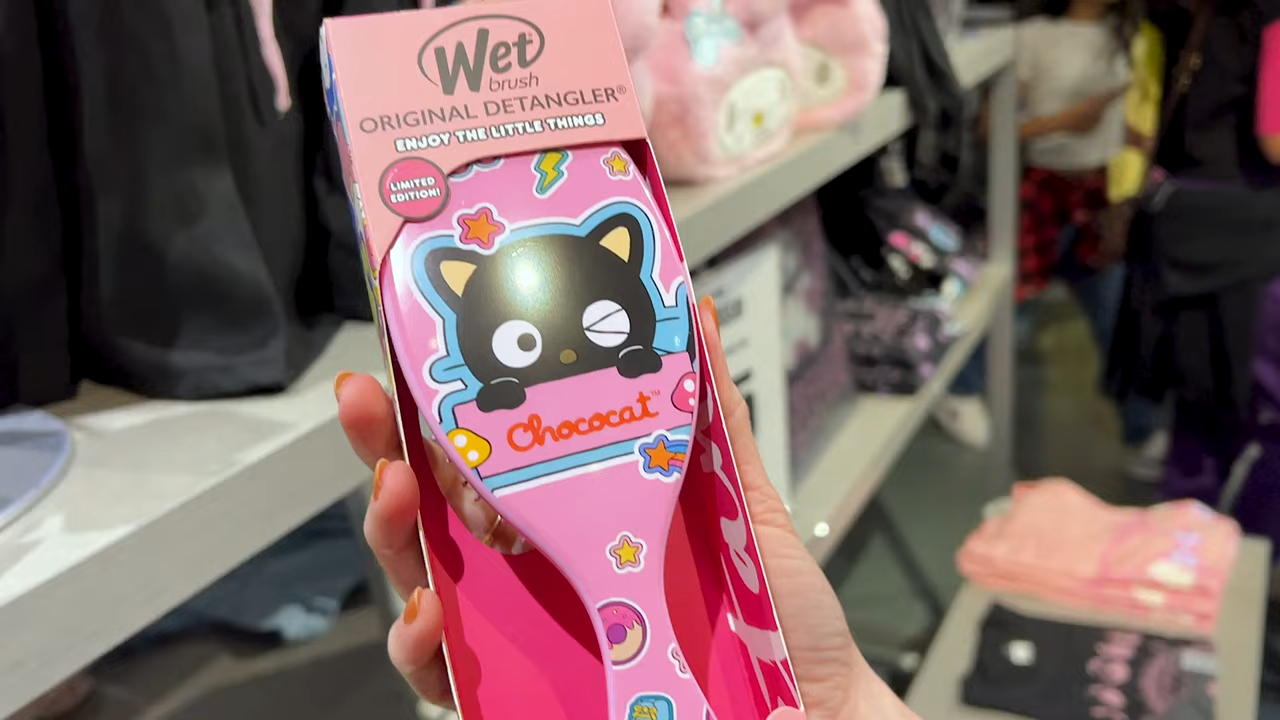 Wet
brush
ORIGINAL DETANGLER®
ENJOY THE LITTLE THINGS
LIMITED
EDITION!
Chococat™